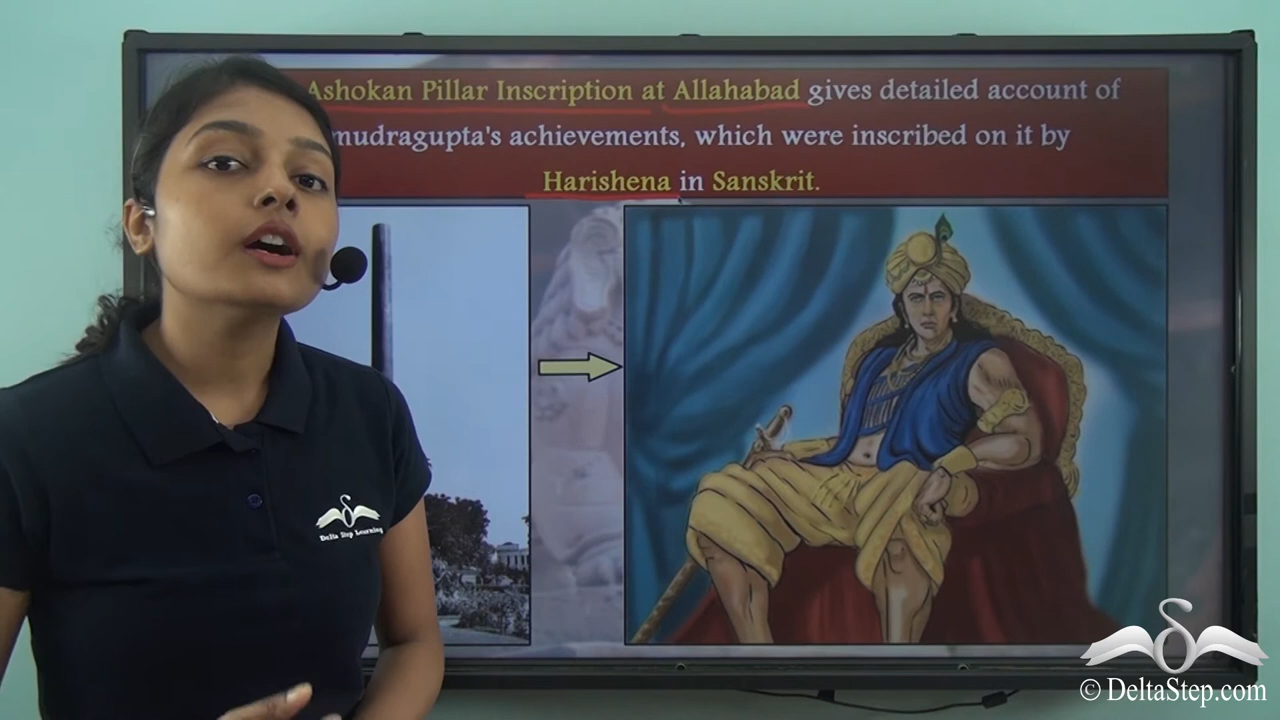 Ashokan Pillar Inscription at Allahabad gives detailed account of
mudragupta's achievements, which were inscribed on it by
Harishena in Sanskrit.
Delta Step Learning
© DeltaStep.com